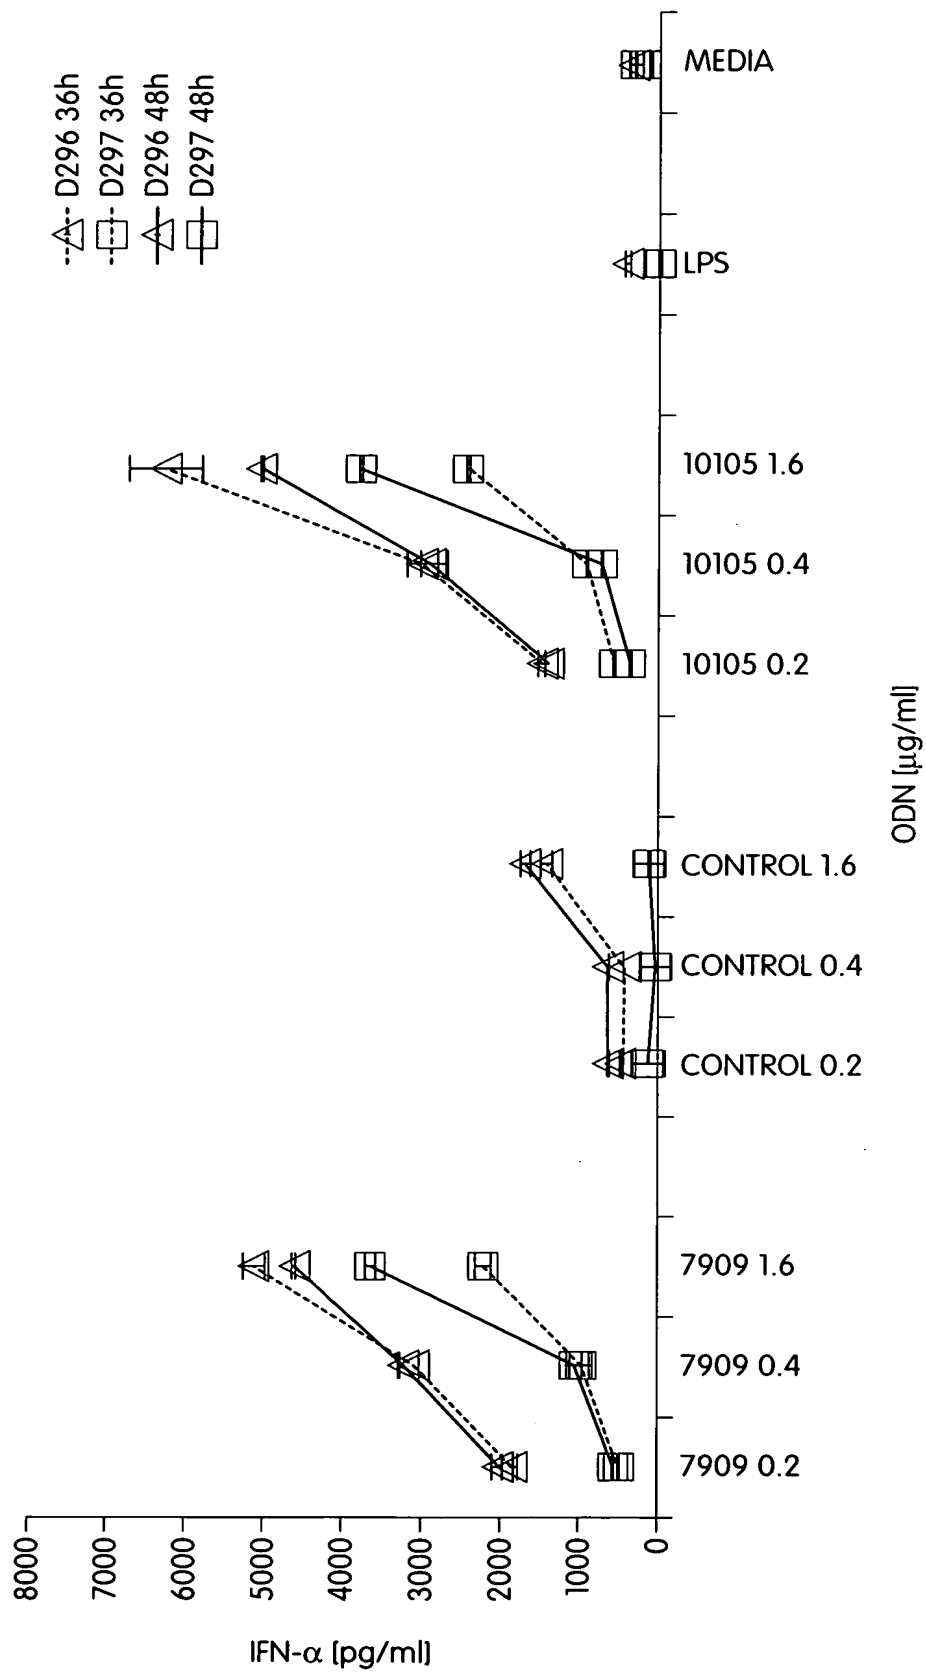 D296 36h
D297 36h
D296 48h
D297 48h
8000
7000
6000
5000
4000
3000
2000
1000
0
IFN-α [pg/ml]
7909 0.2
7909 0.4
7909 1.6
CONTROL 0.2
CONTROL 0.4
CONTROL 1.6
10105 0.2
10105 0.4
10105 1.6
LPS
MEDIA
ODN [µg/ml]